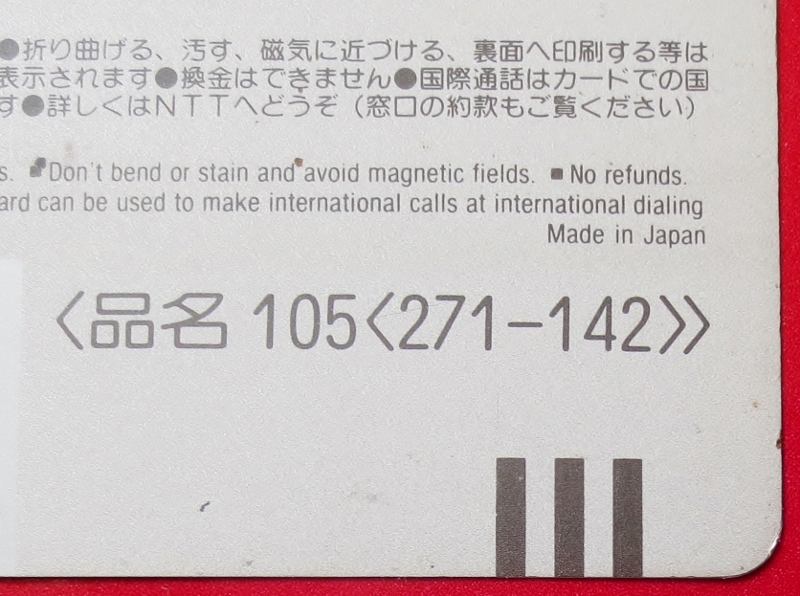 ●折り曲げる、汚す、磁気に近づける、裏面へ印刷する等は
表示されます●換金はできません●国際通話はカードでの国
す●詳しくはNTTへどうぞ（窓口の約款もご覧ください）
s. ■Don't bend or stain and avoid magnetic fields. ■No refunds.
ard can be used to make international calls at international dialing
Made in Japan
〈品名 105〈271−142〉〉